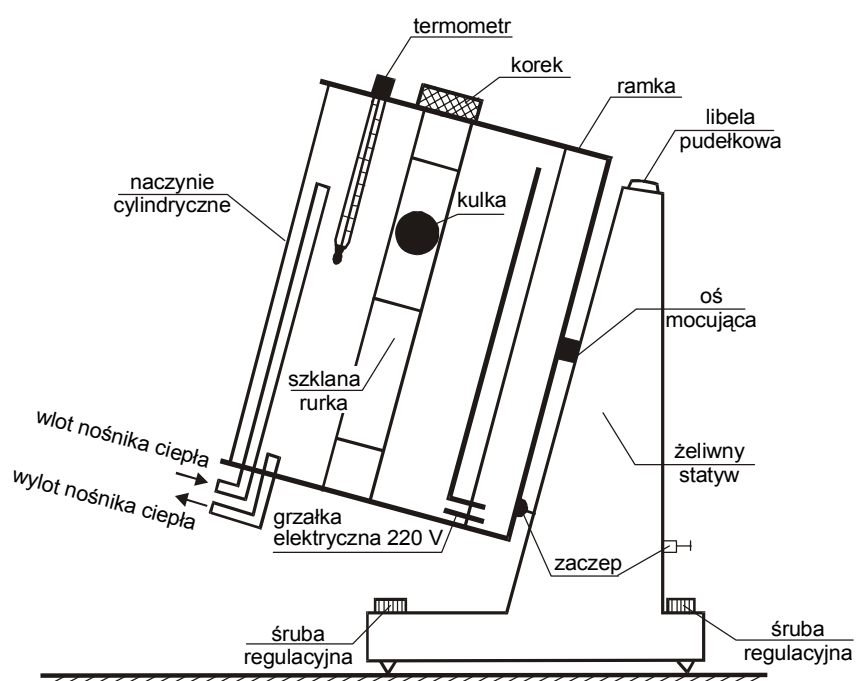 termometr
korek
ramka
libela
pudełkowa
naczynie
cylindryczne
kulka
oś
mocująca
szklana
rurka
wlot nośnika ciepła
żeliwny
statyw
wylot nośnika ciepła
grzałka
elektryczna 220 V
zaczep
śruba
regulacyjna
śruba
regulacyjna